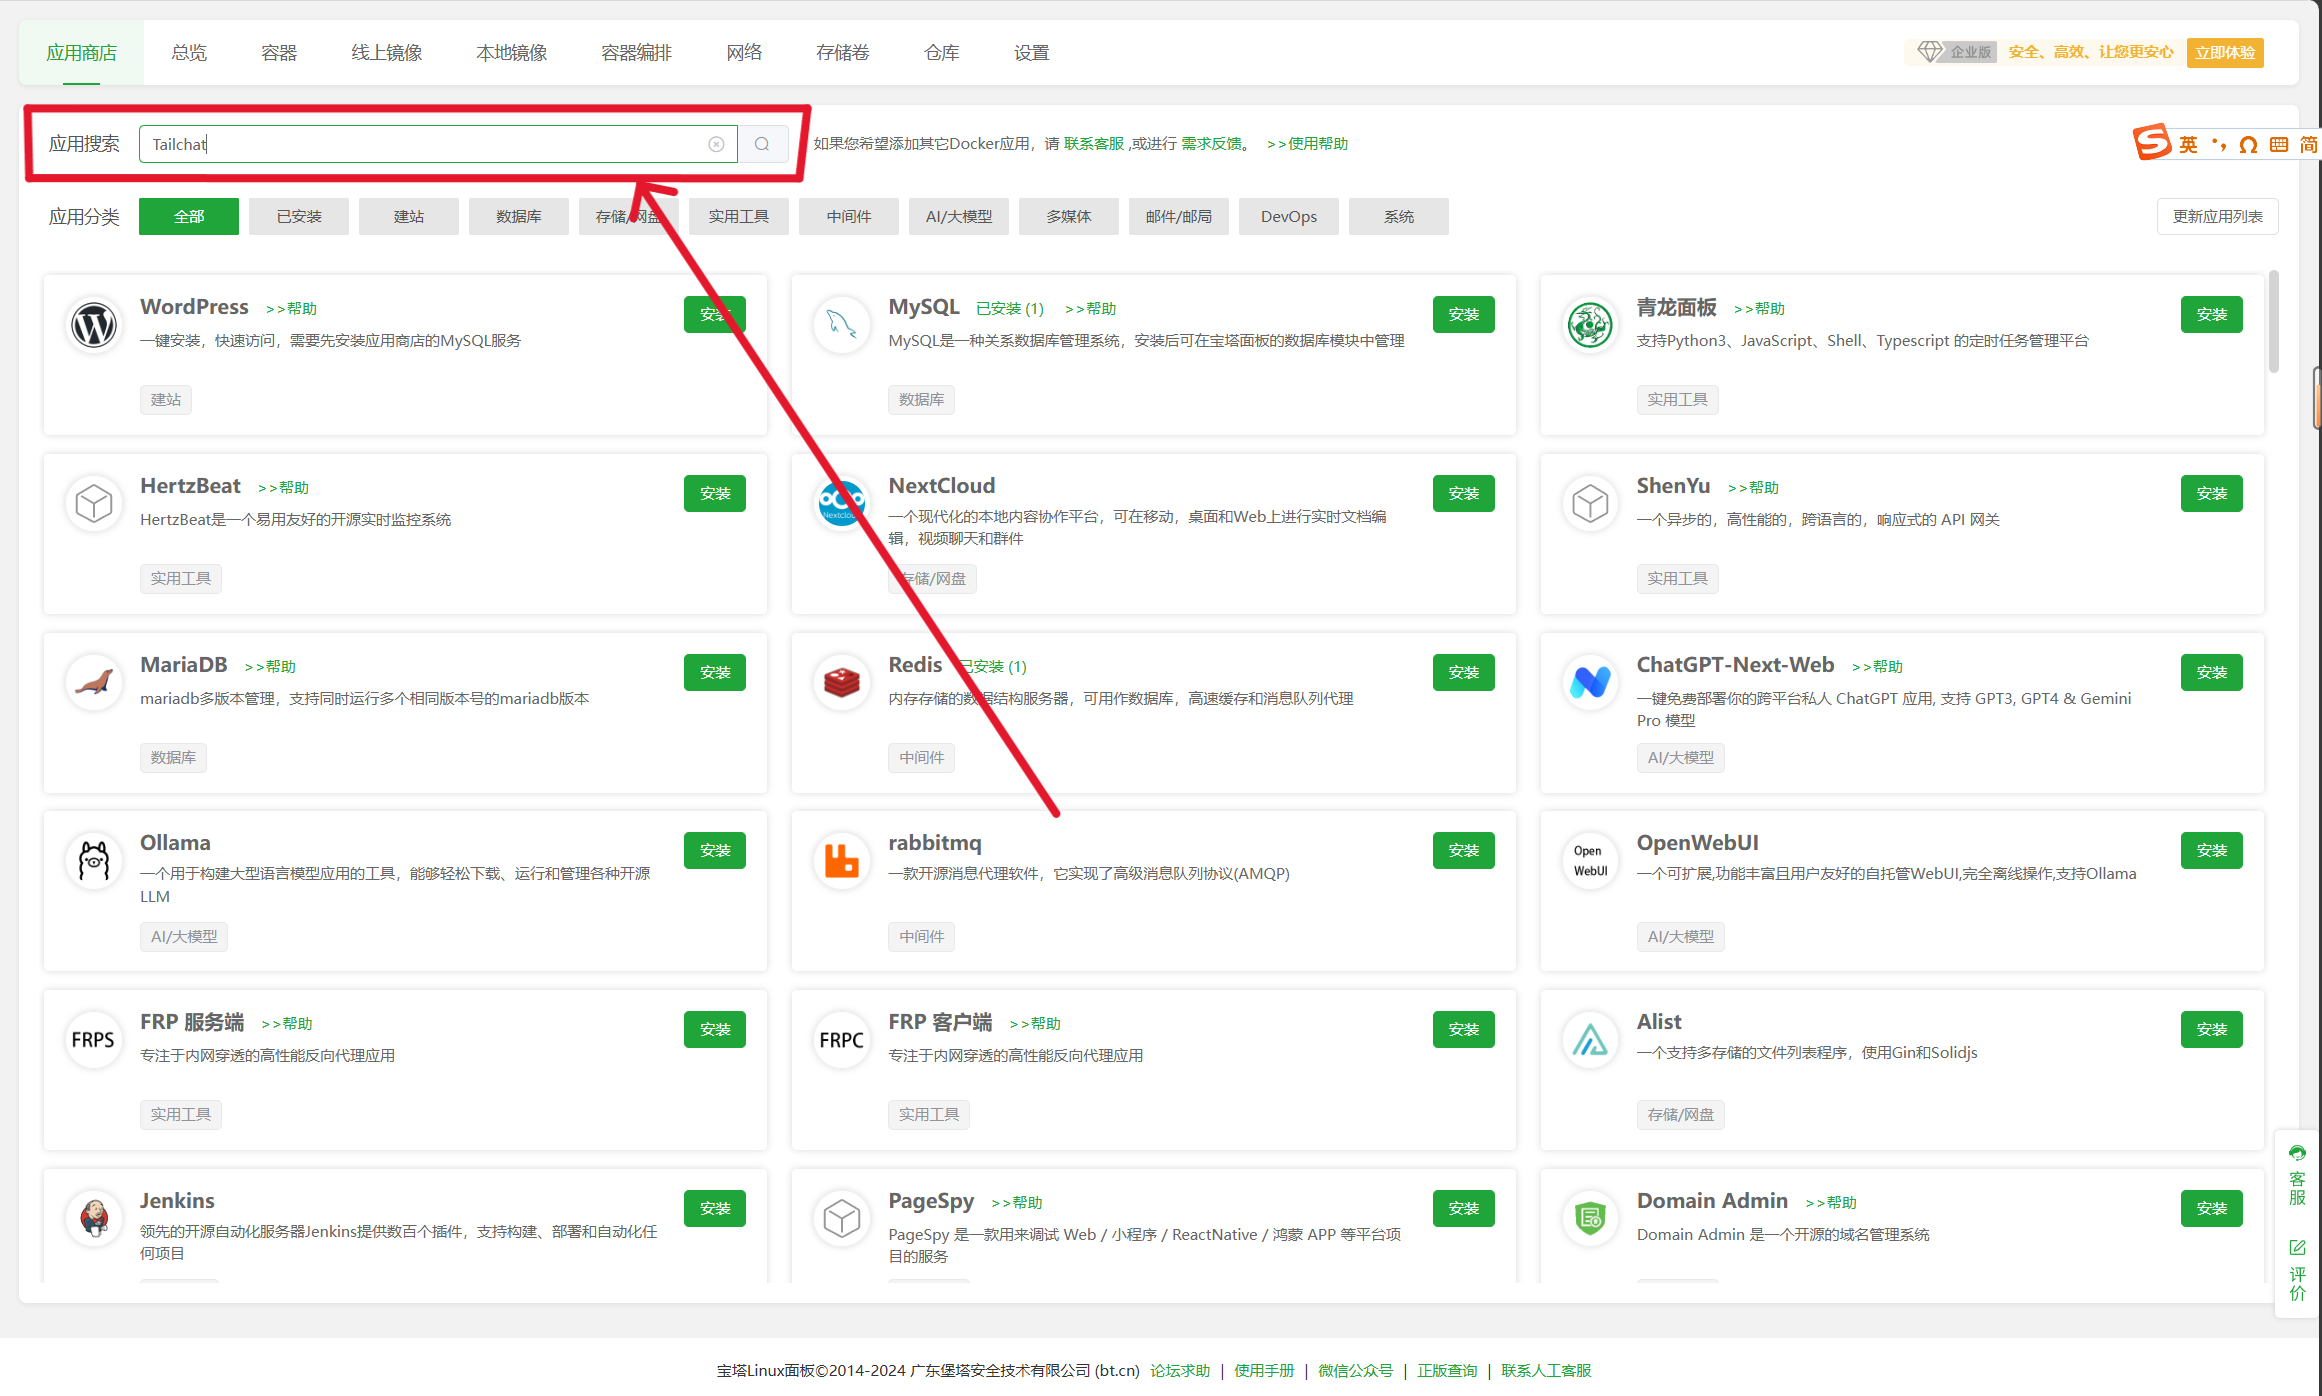 应用商店 总览 容器 线上镜像 本地镜像 容器编排 网络 存储卷 仓库 设置 企业版 安全、高效、让您更安心 立即体验
应用搜索 Tailchat 如果您希望添加其它Docker应用，请 联系客服 ,或进行 需求反馈。 >>使用帮助
英 简
应用分类 全部 已安装 建站 数据库 存储/网盘 实用工具 中间件 AI/大模型 多媒体 邮件/邮局 DevOps 系统 更新应用列表
WordPress >>帮助 安装
一键安装，快速访问，需要先安装应用商店的MySQL服务
建站
MySQL 已安装 (1) >>帮助 安装
MySQL是一种关系数据库管理系统，安装后可在宝塔面板的数据库模块中管理
数据库
青龙面板 >>帮助 安装
支持Python3、JavaScript、Shell、Typescript 的定时任务管理平台
实用工具
HertzBeat >>帮助 安装
HertzBeat是一个易用友好的开源实时监控系统
实用工具
Nextcloud
NextCloud 安装
一个现代化的本地内容协作平台，可在移动，桌面和Web上进行实时文档编
辑，视频聊天和群件
存储/网盘
ShenYu >>帮助 安装
一个异步的，高性能的，跨语言的，响应式的 API 网关
实用工具
MariaDB >>帮助 安装
mariadb多版本管理，支持同时运行多个相同版本号的mariadb版本
数据库
Redis 已安装 (1) 安装
内存存储的数据结构服务器，可用作数据库，高速缓存和消息队列代理
中间件
ChatGPT-Next-Web >>帮助 安装
一键免费部署你的跨平台私人 ChatGPT 应用, 支持 GPT3, GPT4 & Gemini
Pro 模型
AI/大模型
Ollama 安装
一个用于构建大型语言模型应用的工具，能够轻松下载、运行和管理各种开源
LLM
AI/大模型
rabbitmq 安装
一款开源消息代理软件，它实现了高级消息队列协议(AMQP)
中间件
Open
WebUI
OpenWebUI 安装
一个可扩展,功能丰富且用户友好的自托管WebUI,完全离线操作,支持Ollama
AI/大模型
FRPS
FRP 服务端 >>帮助 安装
专注于内网穿透的高性能反向代理应用
实用工具
FRPC
FRP 客户端 >>帮助 安装
专注于内网穿透的高性能反向代理应用
实用工具
Alist 安装
一个支持多存储的文件列表程序，使用Gin和Solidjs
存储/网盘
Jenkins 安装
领先的开源自动化服务器Jenkins提供数百个插件，支持构建、部署和自动化任
何项目
PageSpy >>帮助 安装
PageSpy 是一款用来调试 Web / 小程序 / ReactNative / 鸿蒙 APP 等平台项
目的服务
Domain Admin >>帮助 安装
Domain Admin 是一个开源的域名管理系统
客
服
评
价
宝塔Linux面板©2014-2024 广东堡塔安全技术有限公司 (bt.cn) 论坛求助 | 使用手册 | 微信公众号 | 正版查询 | 联系人工客服